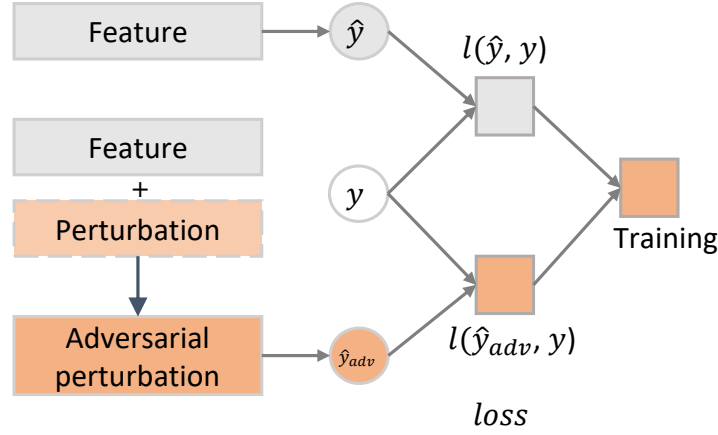 Feature
ŷ
l(ŷ, y)
Feature
+
Perturbation
y
Training
Adversarial
perturbation
ŷ_adv
l(ŷ_adv, y)
loss